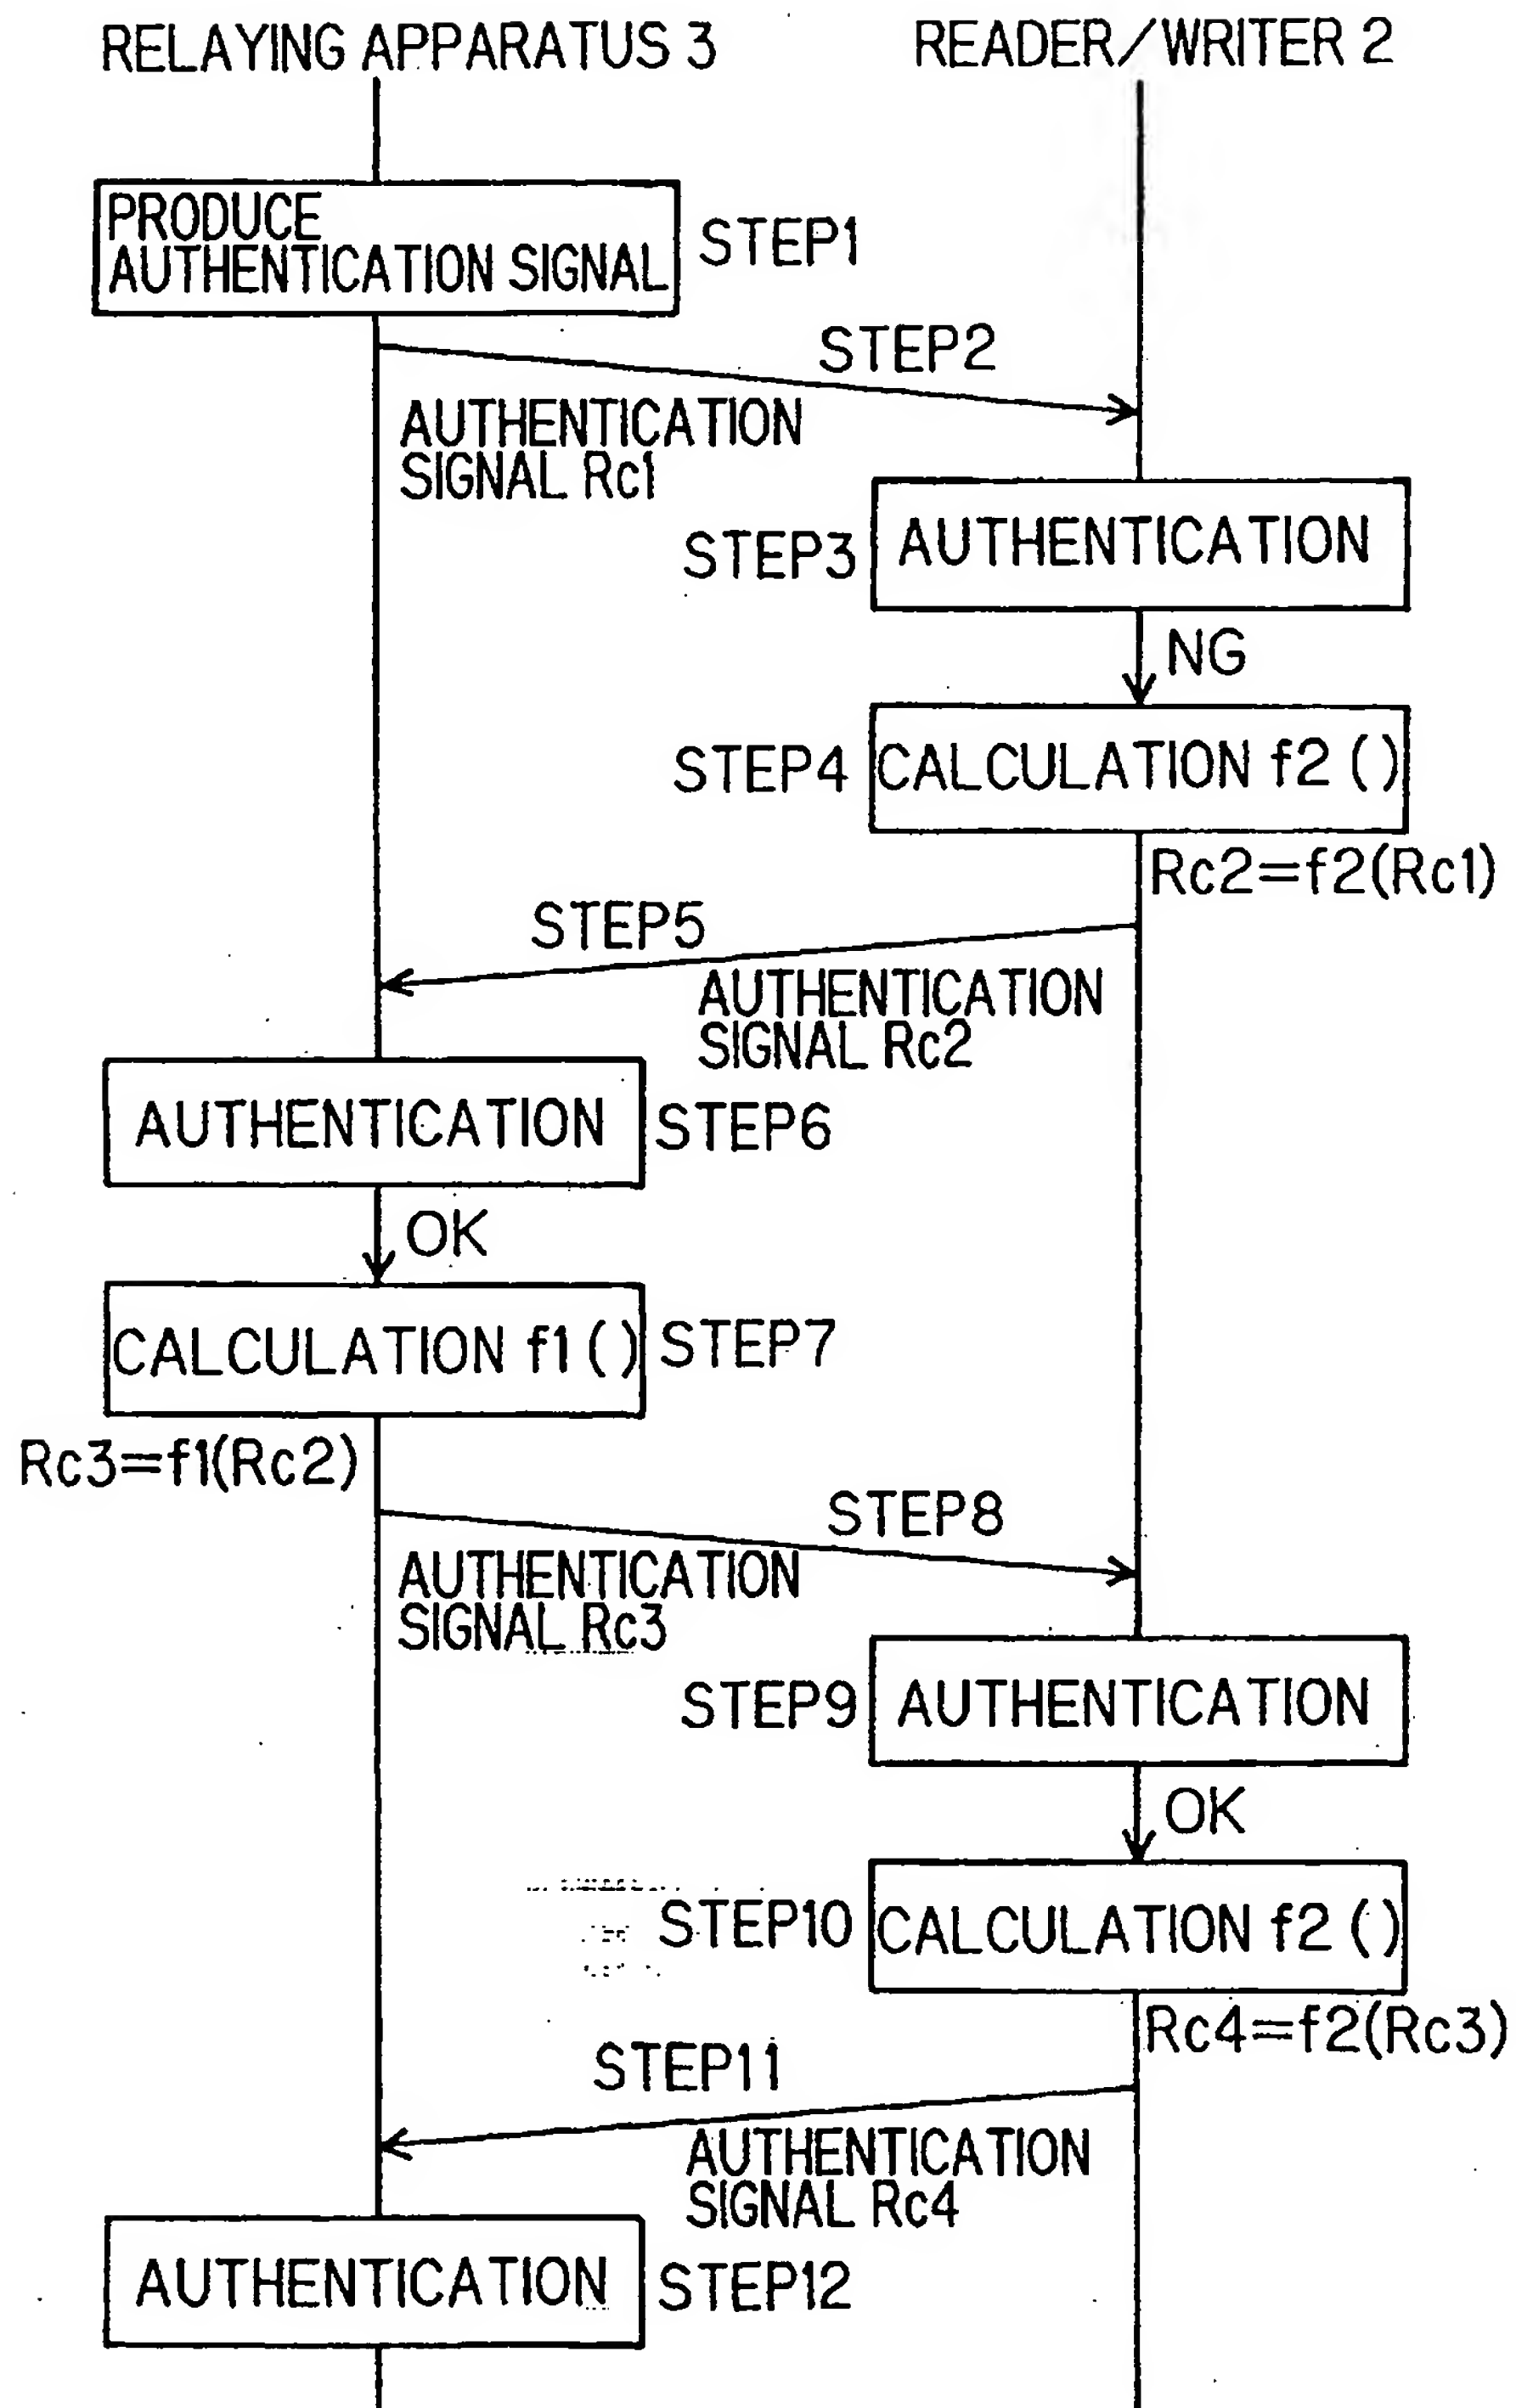 RELAYING APPARATUS 3
READER/WRITER 2
PRODUCE
AUTHENTICATION SIGNAL
STEP1
STEP2
AUTHENTICATION
SIGNAL Rc1
STEP3
AUTHENTICATION
NG
STEP4
CALCULATION f2 ()
Rc2=f2(Rc1)
STEP5
AUTHENTICATION
SIGNAL Rc2
AUTHENTICATION
STEP6
OK
CALCULATION f1 ()
STEP7
Rc3=f1(Rc2)
STEP8
AUTHENTICATION
SIGNAL Rc3
STEP9
AUTHENTICATION
OK
STEP10
CALCULATION f2 ()
Rc4=f2(Rc3)
STEP11
AUTHENTICATION
SIGNAL Rc4
AUTHENTICATION
STEP12